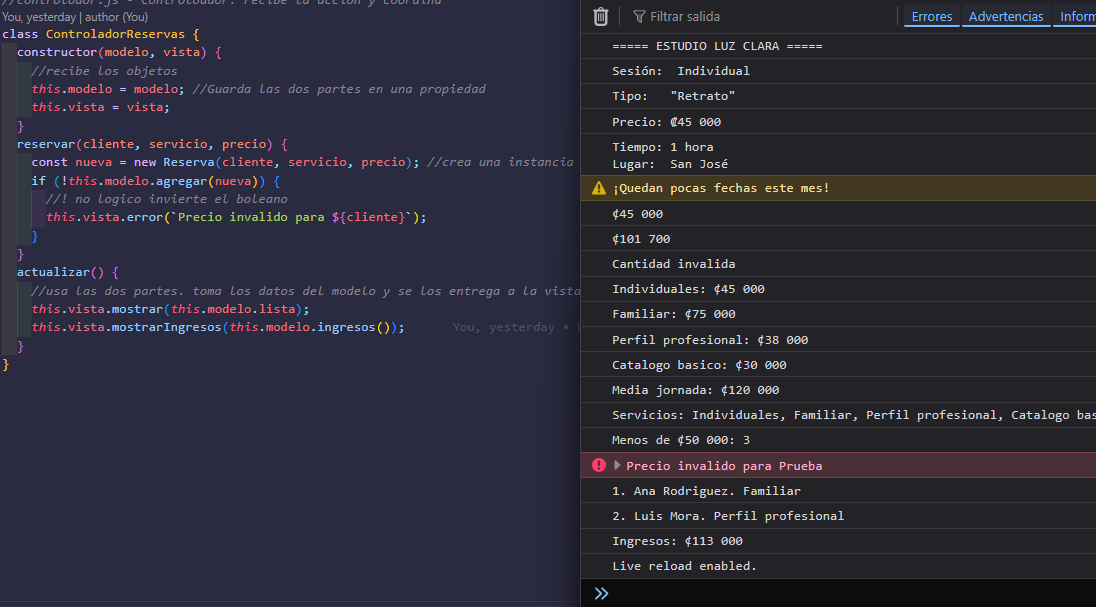 //controlador.js - Controlador: recibe la acción y coordina
You, yesterday | author (You)
class ControladorReservas {
constructor(modelo, vista) {
//recibe los objetos
this.modelo = modelo; //Guarda las dos partes en una propiedad
this.vista = vista;
}
reservar(cliente, servicio, precio) {
const nueva = new Reserva(cliente, servicio, precio); //crea una instancia
if (!this.modelo.agregar(nueva)) {
//! no logico invierte el boleano
this.vista.error(`Precio invalido para ${cliente}`);
}
}
actualizar() {
//usa las dos partes. toma los datos del modelo y se los entrega a la vista
this.vista.mostrar(this.modelo.lista);
this.vista.mostrarIngresos(this.modelo.ingresos()); You, yesterday •
}
}
Filtrar salida
Errores
Advertencias
Inform
===== ESTUDIO LUZ CLARA =====
Sesión: Individual
Tipo: "Retrato"
Precio: ₡45 000
Tiempo: 1 hora
Lugar: San José
¡Quedan pocas fechas este mes!
¢45 000
¢101 700
Cantidad invalida
Individuales: ¢45 000
Familiar: ¢75 000
Perfil profesional: ¢38 000
Catalogo basico: ¢30 000
Media jornada: ¢120 000
Servicios: Individuales, Familiar, Perfil profesional, Catalogo bas
Menos de ¢50 000: 3
Precio invalido para Prueba
1. Ana Rodriguez. Familiar
2. Luis Mora. Perfil profesional
Ingresos: ¢113 000
Live reload enabled.